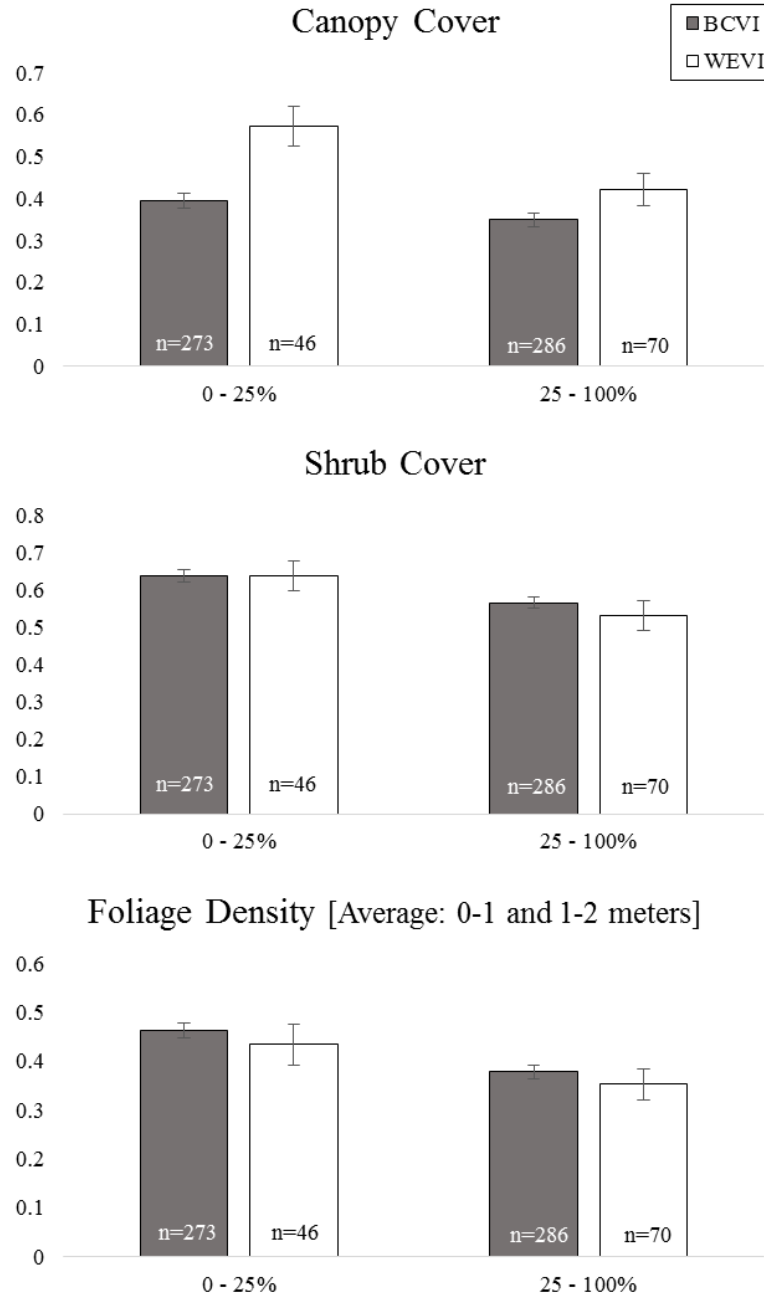 Canopy Cover
BCVI
WEVI
0.7
0.6
0.5
0.4
0.3
0.2
0.1
0
n=273 n=46 n=286 n=70
0 - 25% 25 - 100%
Shrub Cover
0.8
0.7
0.6
0.5
0.4
0.3
0.2
0.1
0
n=273 n=46 n=286 n=70
0 - 25% 25 - 100%
Foliage Density [Average: 0-1 and 1-2 meters]
0.6
0.5
0.4
0.3
0.2
0.1
0
n=273 n=46 n=286 n=70
0 - 25% 25 - 100%